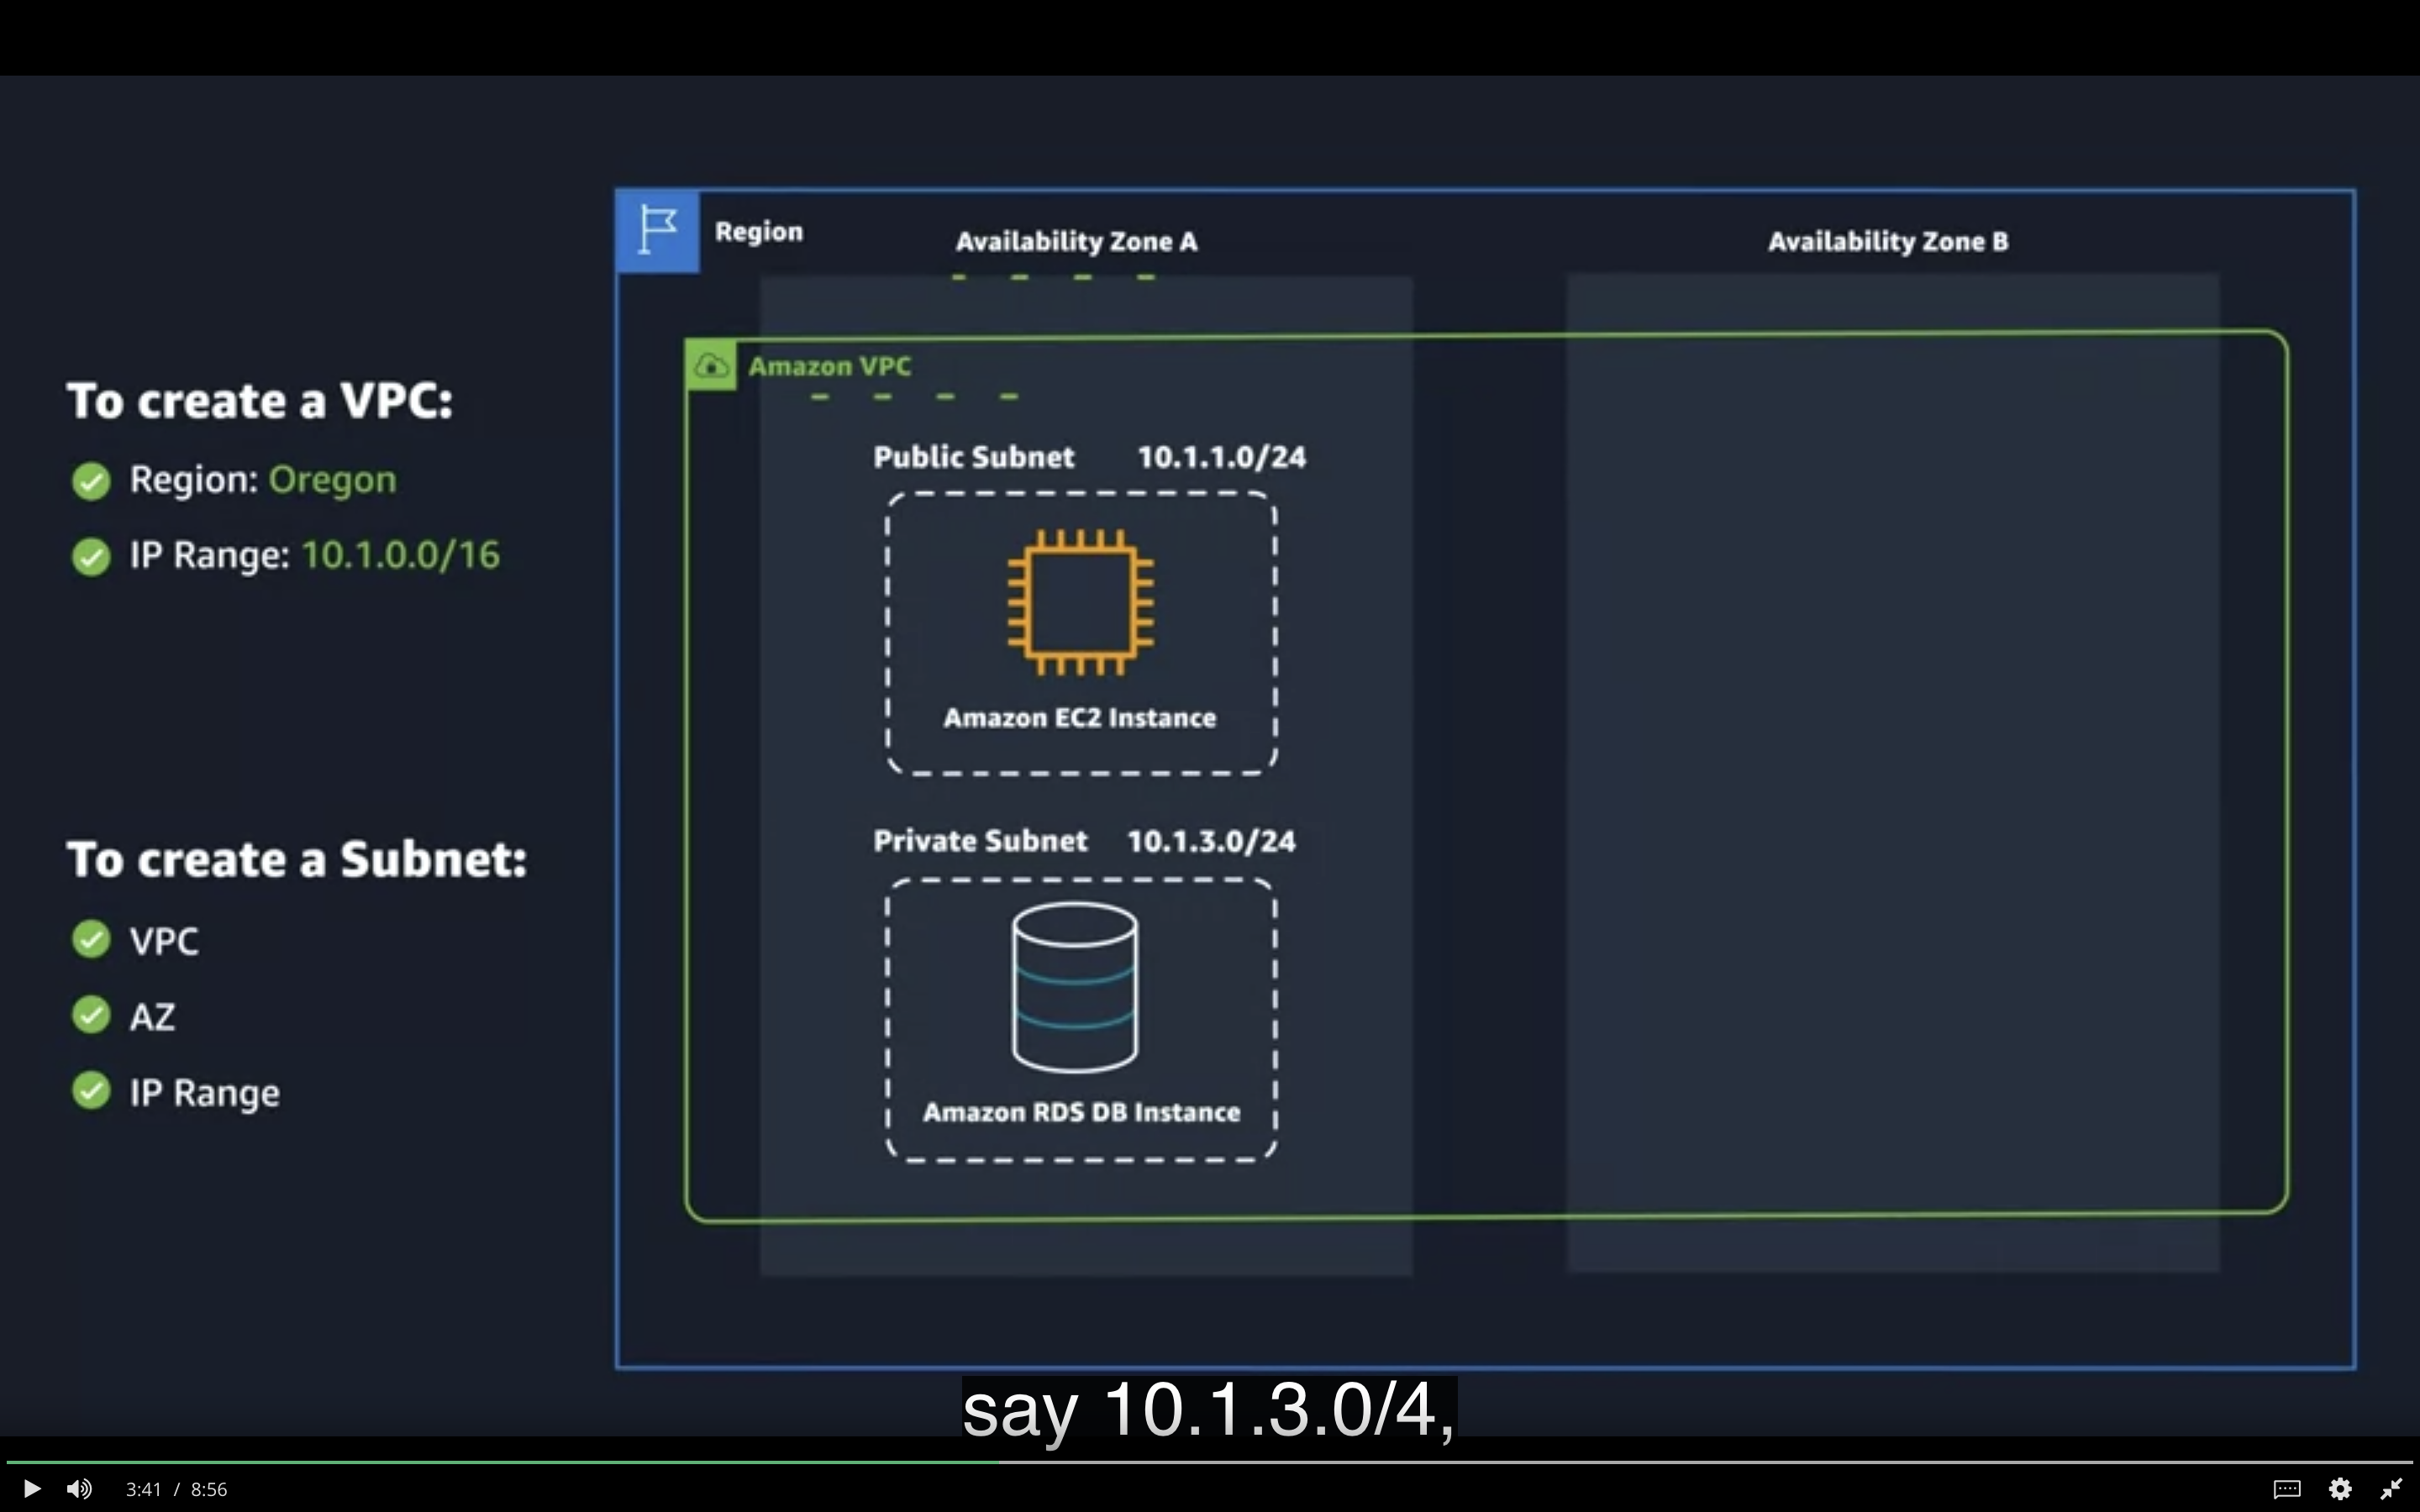 Region
Availability Zone A
Availability Zone B
Amazon VPC
To create a VPC:
Region: Oregon
IP Range: 10.1.0.0/16
Public Subnet 10.1.1.0/24
Amazon EC2 Instance
Private Subnet 10.1.3.0/24
To create a Subnet:
VPC
AZ
IP Range
Amazon RDS DB Instance
say 10.1.3.0/4,
3:41 / 8:56